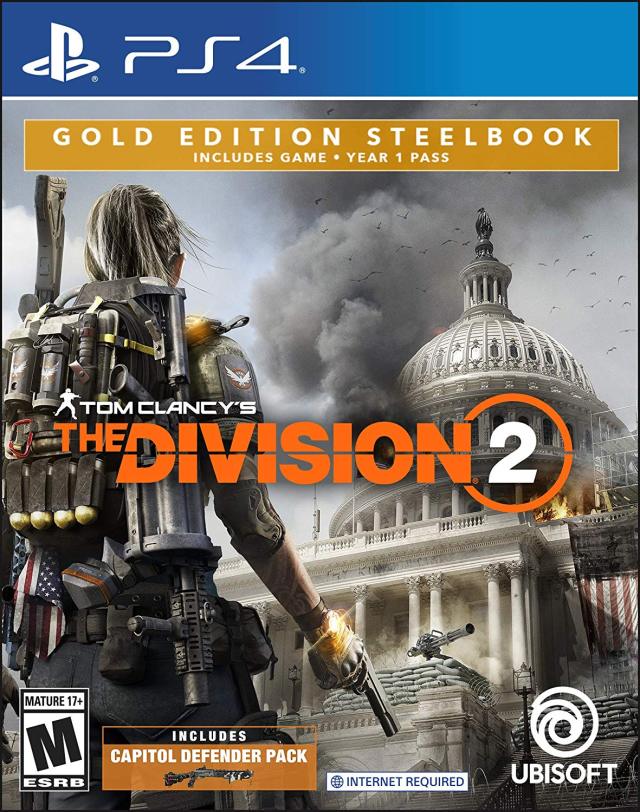 PS4
GOLD EDITION STEELBOOK
INCLUDES GAME • YEAR 1 PASS
TOM CLANCY'S
THE DIVISION 2
MATURE 17+
M
ESRB
INCLUDES
CAPITOL DEFENDER PACK
INTERNET REQUIRED
UBISOFT